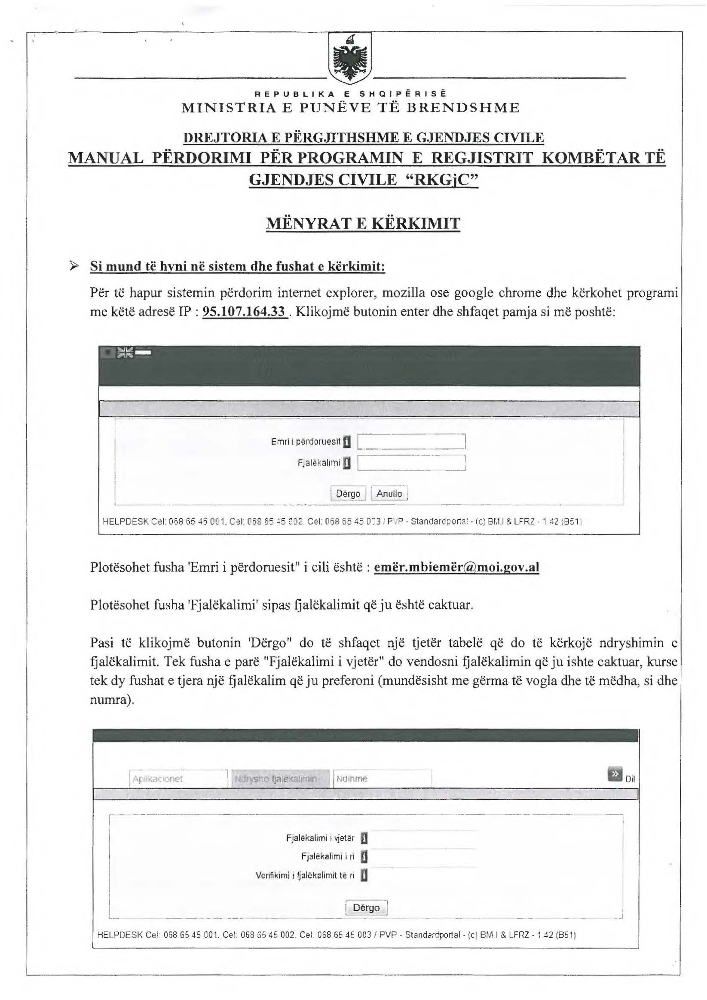 REPUBLIKA E SHQIPËRISË
MINISTRIA E PUNËVE TË BRENDSHME
DREJTORIA E PËRGJITHSHME E GJENDJES CIVILE
MANUAL PËRDORIMI PËR PROGRAMIN E REGJISTRIT KOMBËTAR TË
GJENDJES CIVILE “RKGjC”
MËNYRAT E KËRKIMIT
➢ Si mund të hyni në sistem dhe fushat e kërkimit:
Për të hapur sistemin përdorim internet explorer, mozilla ose google chrome dhe kërkohet programi
me këtë adresë IP : 95.107.164.33 . Klikojmë butonin enter dhe shfaqet pamja si më poshtë:
Emri i përdoruesit
Fjalëkalimi
Dërgo Anullo
HELPDESK Cel: 068 65 45 001, Cel: 068 65 45 002, Cel: 068 65 45 003 / PVP - Standardportal - (c) BM.I & LFRZ - 1.42 (B51)
Plotësohet fusha 'Emri i përdoruesit" i cili është : emër.mbiemër@moi.gov.al
Plotësohet fusha 'Fjalëkalimi' sipas fjalëkalimit që ju është caktuar.
Pasi të klikojmë butonin 'Dërgo" do të shfaqet një tjetër tabelë që do të kërkojë ndryshimin e
fjalëkalimit. Tek fusha e parë "Fjalëkalimi i vjetër" do vendosni fjalëkalimin që ju ishte caktuar, kurse
tek dy fushat e tjera një fjalëkalim që ju preferoni (mundësisht me gërma të vogla dhe të mëdha, si dhe
numra).
Aplikacionet Ndrysho fjalëkalimin Ndihmë Dil
Fjalëkalimi i vjetër
Fjalëkalimi i ri
Verifikimi i fjalëkalimit të ri
Dërgo
HELPDESK Cel: 068 65 45 001, Cel: 068 65 45 002, Cel: 068 65 45 003 / PVP - Standardportal - (c) BM.I & LFRZ - 1.42 (B51)